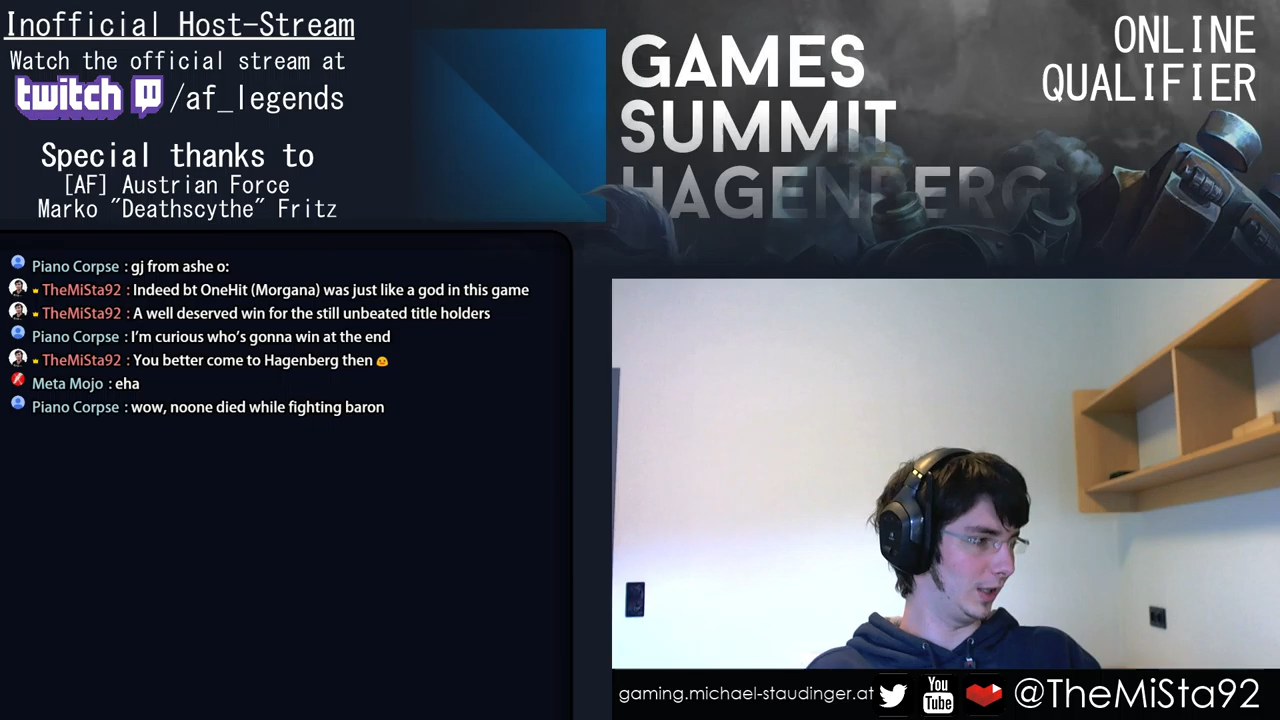 Inofficial Host-Stream
Watch the official stream at
twitch /af_legends
Special thanks to
[AF] Austrian Force
Marko "Deathscythe" Fritz
GAMES
SUMMIT
HAGENBERG
ONLINE
QUALIFIER
Piano Corpse : gj from ashe o:
TheMiSta92 : Indeed bt OneHit (Morgana) was just like a god in this game
TheMiSta92 : A well deserved win for the still unbeated title holders
Piano Corpse : I'm curious who's gonna win at the end
TheMiSta92 : You better come to Hagenberg then
Meta Mojo : eha
Piano Corpse : wow, noone died while fighting baron
gaming.michael-staudinger.at You Tube @TheMiSta92